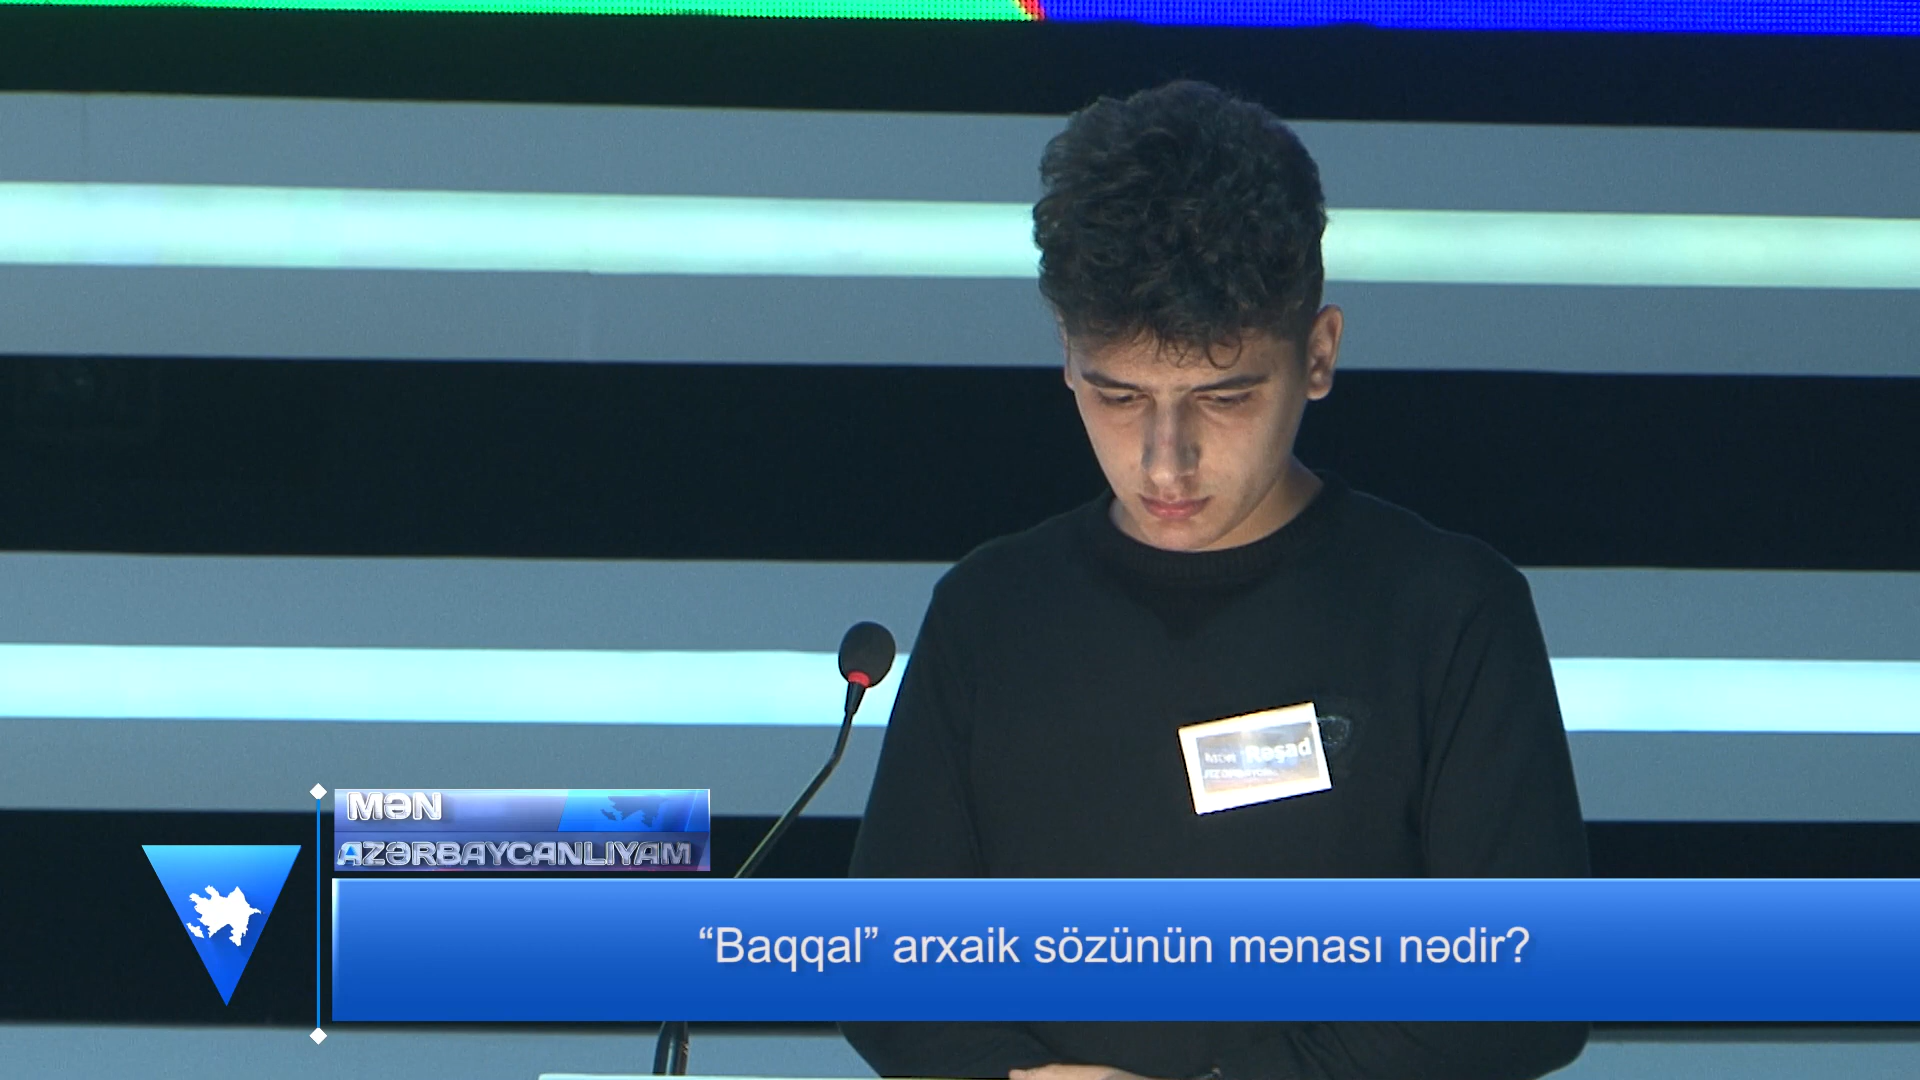 Rəşad
MƏN
AZƏRBAYCANLIYAM
“Baqqal” arxaik sözünün mənası nədir?